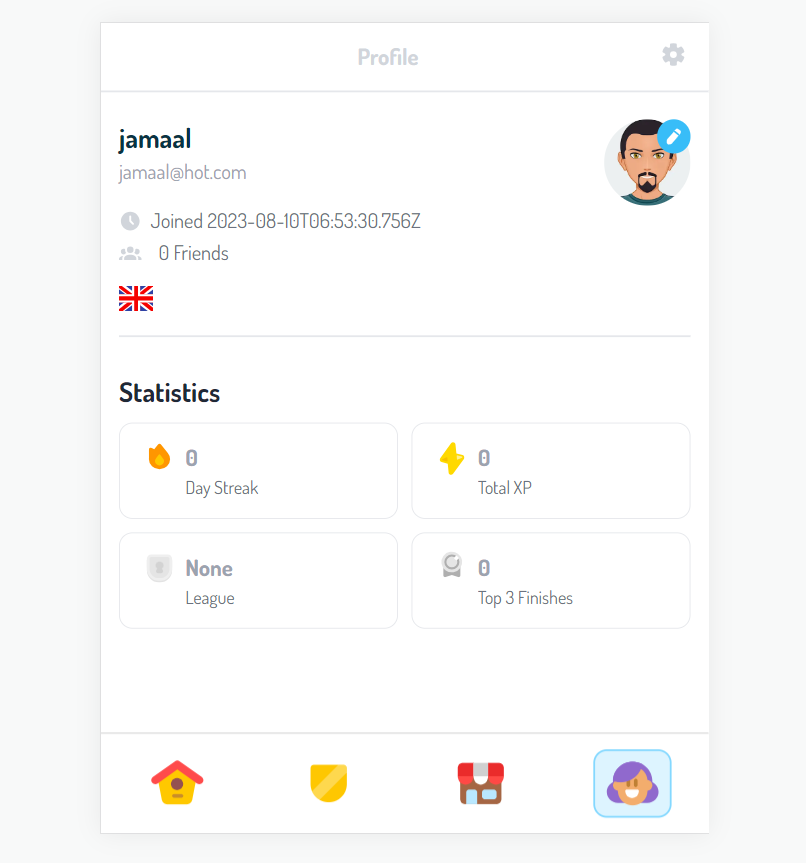 Profile
jamaal
jamaal@hot.com
Joined 2023-08-10T06:53:30.756Z
0 Friends
Statistics
0
Day Streak
0
Total XP
None
League
0
Top 3 Finishes